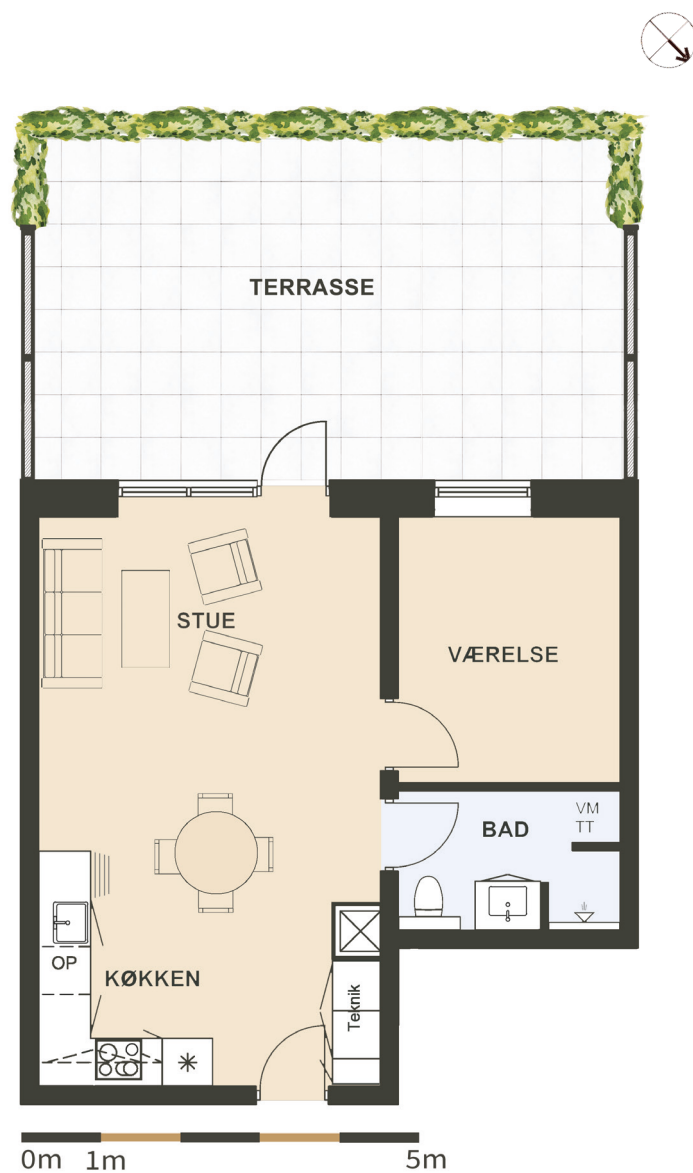 TERRASSE
STUE
VÆRELSE
VM
TT
BAD
OP
KØKKEN
Teknik
0m 1m 5m